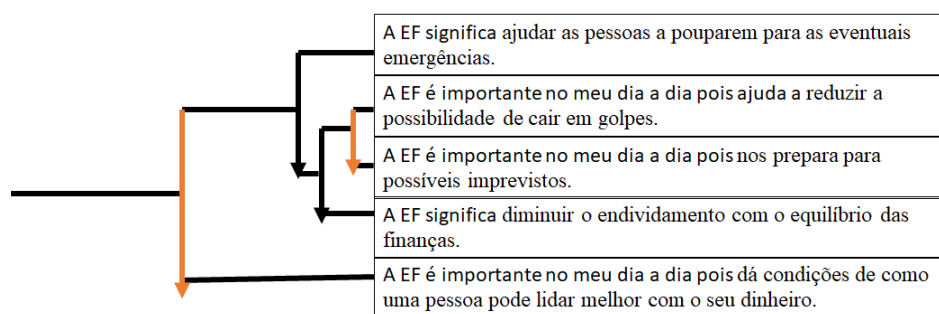 A EF significa ajudar as pessoas a pouparem para as eventuais
emergências.
A EF é importante no meu dia a dia pois ajuda a reduzir a
possibilidade de cair em golpes.
A EF é importante no meu dia a dia pois nos prepara para
possíveis imprevistos.
A EF significa diminuir o endividamento com o equilíbrio das
finanças.
A EF é importante no meu dia a dia pois dá condições de como
uma pessoa pode lidar melhor com o seu dinheiro.